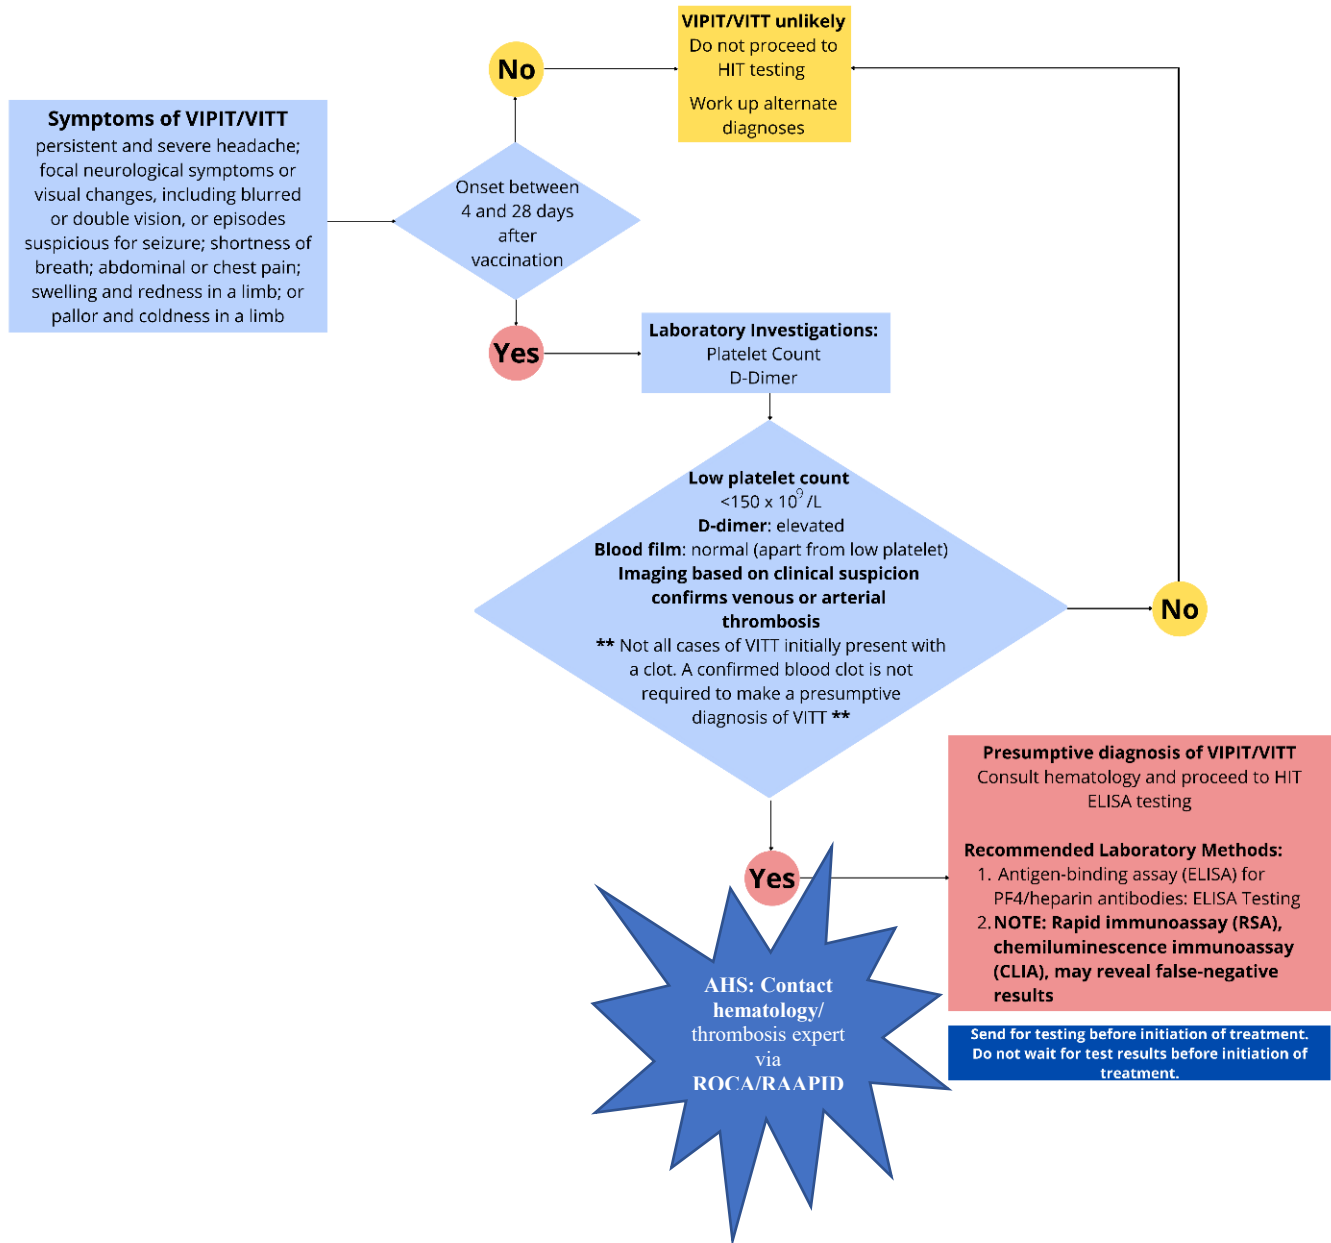 VIPIT/VITT unlikely
Do not proceed to
HIT testing
Work up alternate
diagnoses
No
Symptoms of VIPIT/VITT
persistent and severe headache;
focal neurological symptoms or
visual changes, including blurred
or double vision, or episodes
suspicious for seizure; shortness of
breath; abdominal or chest pain;
swelling and redness in a limb; or
pallor and coldness in a limb
Onset between
4 and 28 days
after
vaccination
Yes
Laboratory Investigations:
Platelet Count
D-Dimer
Low platelet count
<150 x 10⁹/L
D-dimer: elevated
Blood film: normal (apart from low platelet)
Imaging based on clinical suspicion
confirms venous or arterial
thrombosis
** Not all cases of VITT initially present with
a clot. A confirmed blood clot is not
required to make a presumptive
diagnosis of VITT **
No
Yes
Presumptive diagnosis of VIPIT/VITT
Consult hematology and proceed to HIT
ELISA testing
Recommended Laboratory Methods:
1. Antigen-binding assay (ELISA) for
PF4/heparin antibodies: ELISA Testing
2. NOTE: Rapid immunoassay (RSA),
chemiluminescence immunoassay
(CLIA), may reveal false-negative
results
AHS: Contact
hematology/
thrombosis expert
via
ROCA/RAAPID
Send for testing before initiation of treatment.
Do not wait for test results before initiation of
treatment.